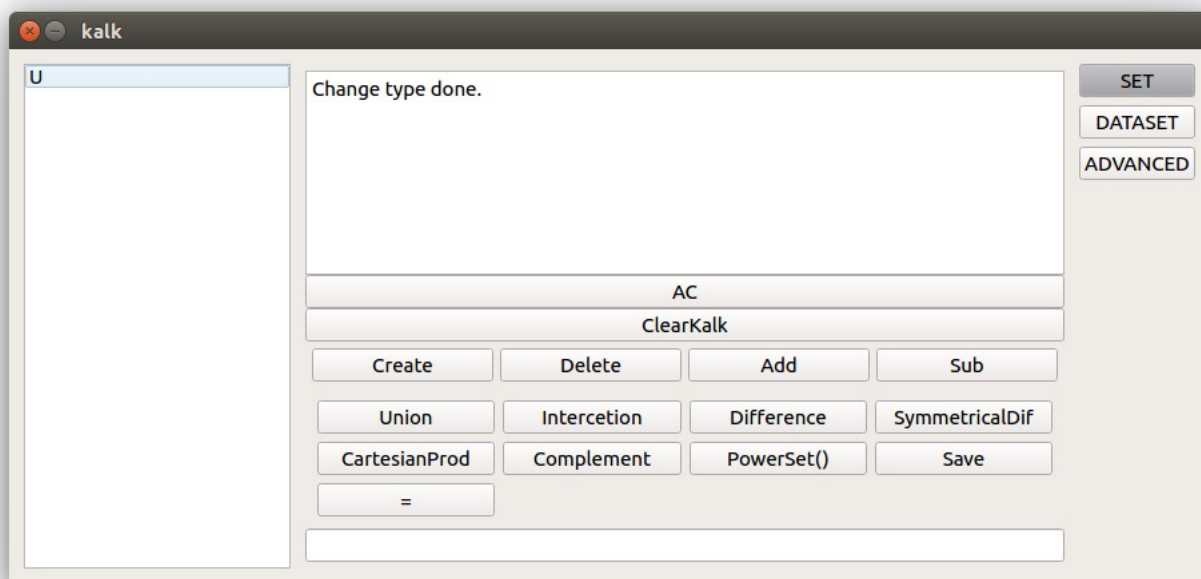 kalk
U
Change type done.
SET
DATASET
ADVANCED
AC
ClearKalk
Create Delete Add Sub
Union Intercetion Difference SymmetricalDif
CartesianProd Complement PowerSet() Save
=